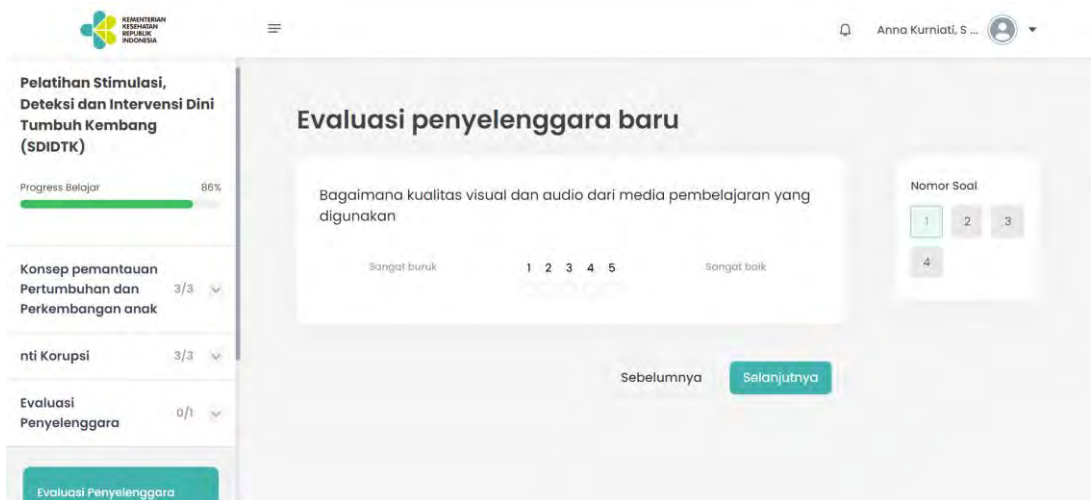 KEMENTERIAN
KESEHATAN
REPUBLIK
INDONESIA
Anna Kurniati, S ...
Pelatihan Stimulasi,
Deteksi dan Intervensi Dini
Tumbuh Kembang
(SDIDTK)
Progress Belajar 86%
Konsep pemantauan
Pertumbuhan dan
Perkembangan anak
3/3
nti Korupsi 3/3
Evaluasi
Penyelenggara
0/1
Evaluasi Penyelenggara
Evaluasi penyelenggara baru
Bagaimana kualitas visual dan audio dari media pembelajaran yang
digunakan
Sangat buruk 1 2 3 4 5 Sangat baik
Sebelumnya Selanjutnya
Nomor Soal
1 2 3
4